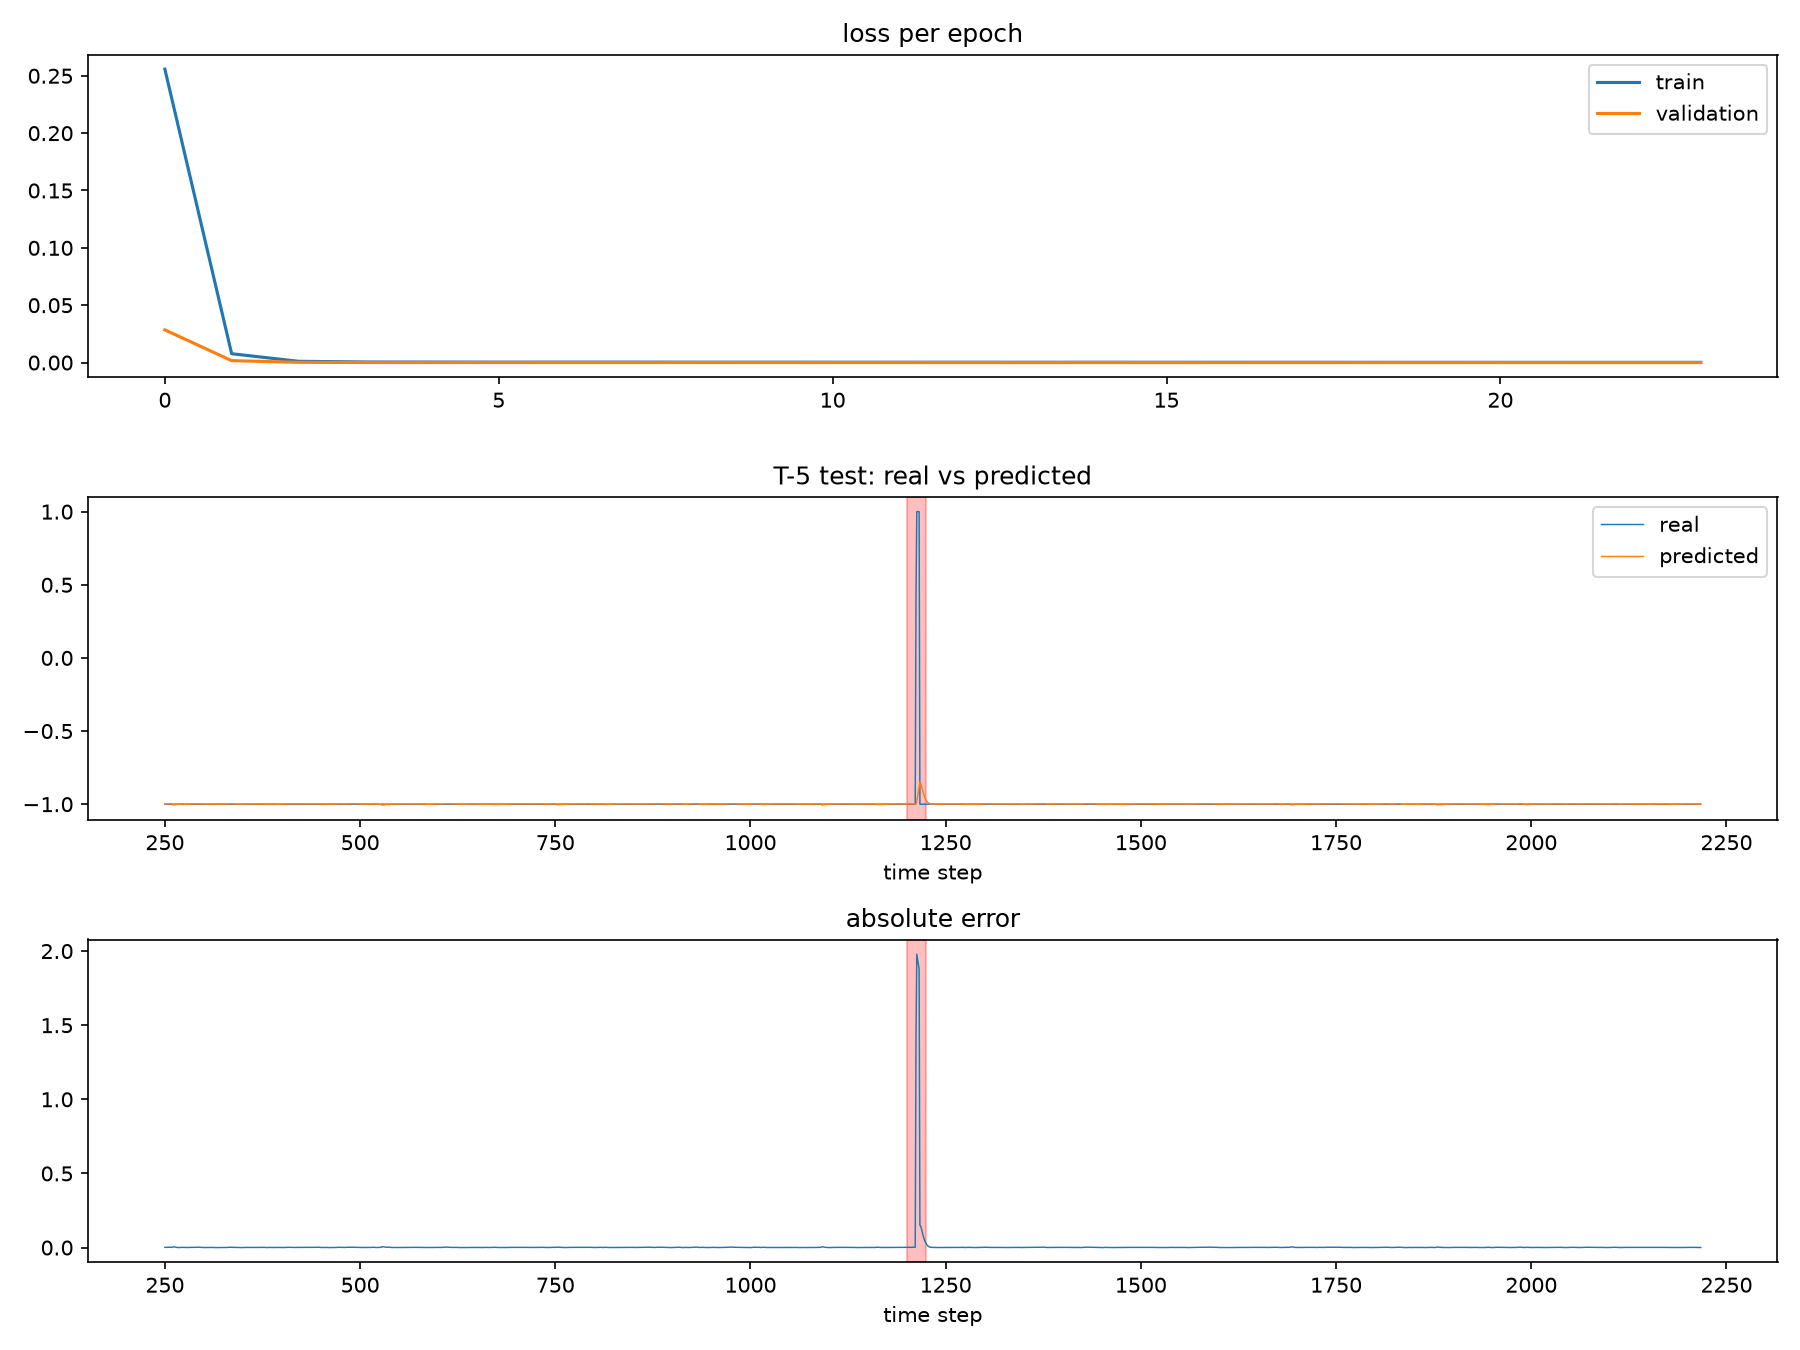 loss per epoch
0.25
0.20
0.15
0.10
0.05
0.00
train
validation
0 5 10 15 20
T-5 test: real vs predicted
1.0
0.5
0.0
−0.5
−1.0
real
predicted
250 500 750 1000 1250 1500 1750 2000 2250
time step
absolute error
2.0
1.5
1.0
0.5
0.0
250 500 750 1000 1250 1500 1750 2000 2250
time step